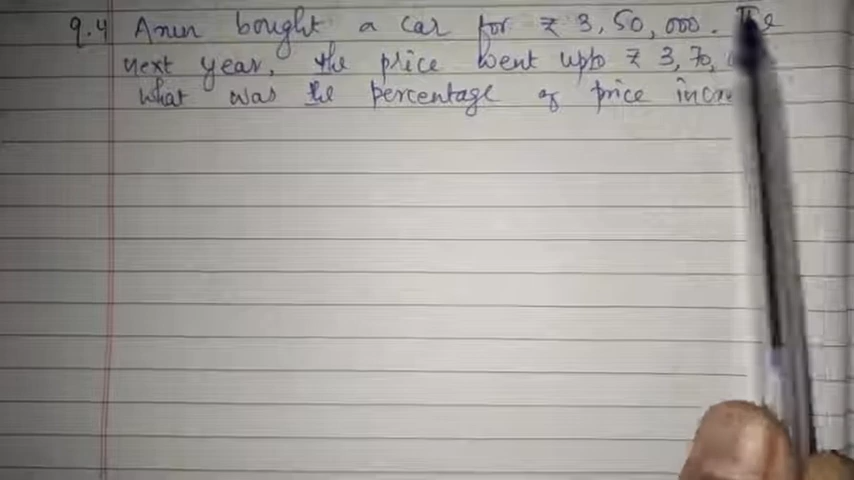 Q.4 Arun bought a car for ₹ 3,50,000. The
next year, the price went upto ₹ 3,70,
what was the percentage of price incre